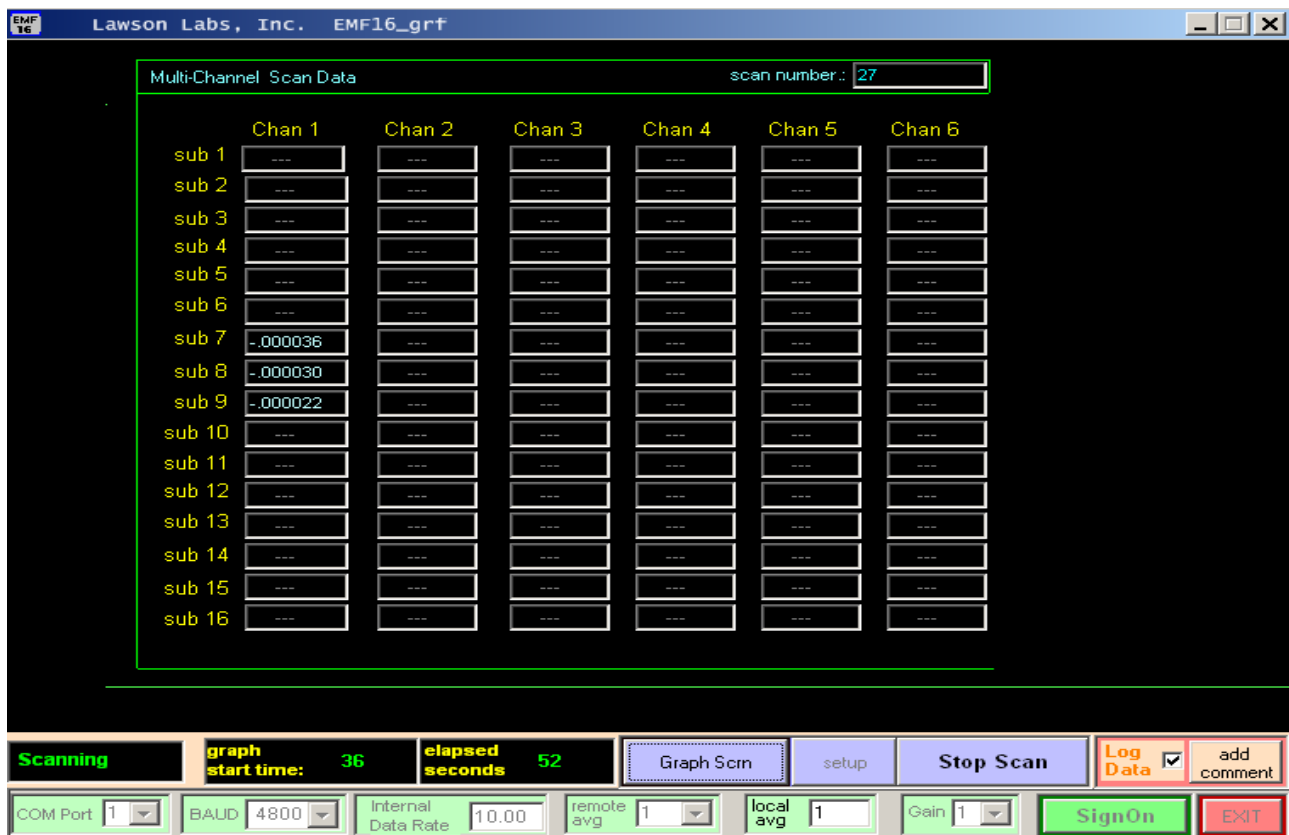 EMF 16 Lawson Labs, Inc. EMF16_grf
Multi-Channel Scan Data scan number.: 27
Chan 1 Chan 2 Chan 3 Chan 4 Chan 5 Chan 6
sub 1 --- --- --- --- --- ---
sub 2 --- --- --- --- --- ---
sub 3 --- --- --- --- --- ---
sub 4 --- --- --- --- --- ---
sub 5 --- --- --- --- --- ---
sub 6 --- --- --- --- --- ---
sub 7 -.000036 --- --- --- --- ---
sub 8 -.000030 --- --- --- --- ---
sub 9 -.000022 --- --- --- --- ---
sub 10 --- --- --- --- --- ---
sub 11 --- --- --- --- --- ---
sub 12 --- --- --- --- --- ---
sub 13 --- --- --- --- --- ---
sub 14 --- --- --- --- --- ---
sub 15 --- --- --- --- --- ---
sub 16 --- --- --- --- --- ---
Scanning
graph
start time: 36
elapsed
seconds 52
Graph Scrn
setup
Stop Scan
Log
Data
add
comment
COM Port 1
BAUD 4800
Internal
Data Rate 10.00
remote
avg 1
local
avg 1
Gain 1
SignOn
EXIT